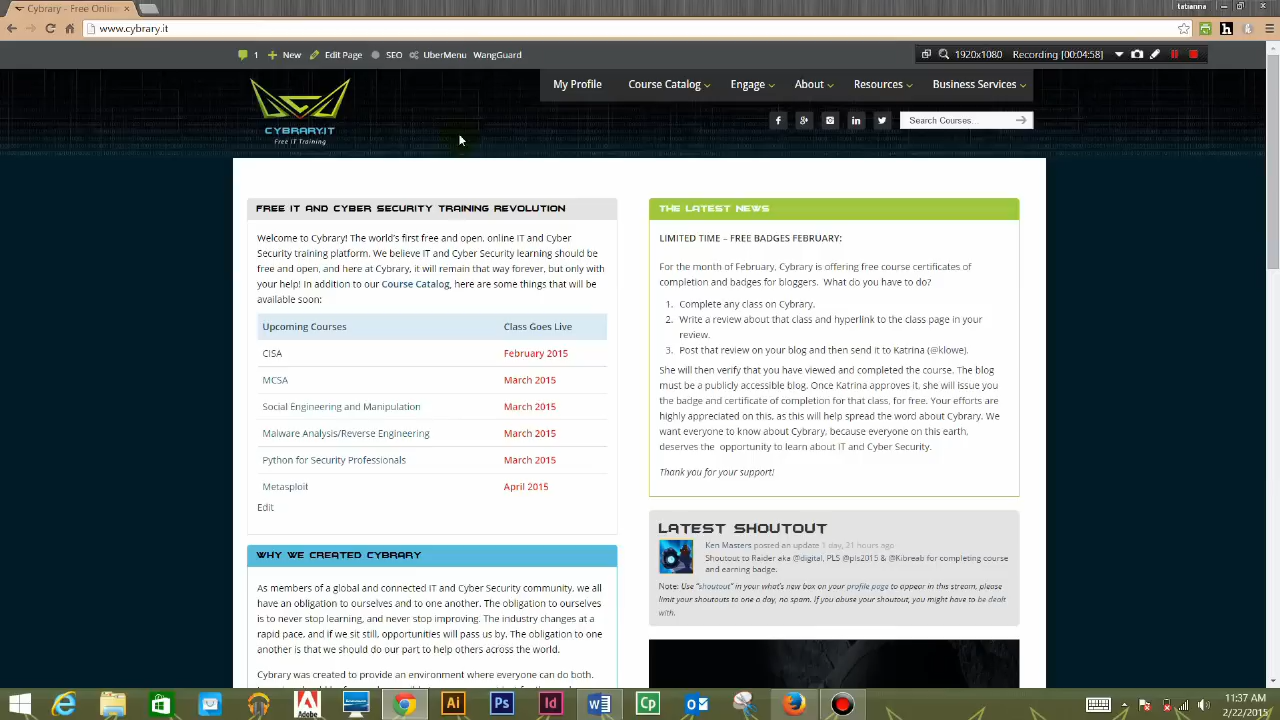 Cybrary - Free Online
tatianna
www.cybrary.it
1 New Edit Page SEO UberMenu WangGuard
1920x1080 Recording [00:04:58]
My Profile Course Catalog Engage About Resources Business Services
CYBRARY.IT
Free IT Training
Search Courses...
FREE IT AND CYBER SECURITY TRAINING REVOLUTION
Welcome to Cybrary! The world's first free and open, online IT and Cyber
Security training platform. We believe IT and Cyber Security learning should be
free and open, and here at Cybrary, it will remain that way forever, but only with
your help! In addition to our Course Catalog, here are some things that will be
available soon:
Upcoming Courses Class Goes Live
CISA February 2015
MCSA March 2015
Social Engineering and Manipulation March 2015
Malware Analysis/Reverse Engineering March 2015
Python for Security Professionals March 2015
Metasploit April 2015
Edit
WHY WE CREATED CYBRARY
As members of a global and connected IT and Cyber Security community, we all
have an obligation to ourselves and to one another. The obligation to ourselves
is to never stop learning, and never stop improving. The industry changes at a
rapid pace, and if we sit still, opportunities will pass us by. The obligation to one
another is that we should do our part to help others across the world.
Cybrary was created to provide an environment where everyone can do both.
THE LATEST NEWS
LIMITED TIME – FREE BADGES FEBRUARY:
For the month of February, Cybrary is offering free course certificates of
completion and badges for bloggers. What do you have to do?
1. Complete any class on Cybrary.
2. Write a review about that class and hyperlink to the class page in your
review.
3. Post that review on your blog and then send it to Katrina (@klowe).
She will then verify that you have viewed and completed the course. The blog
must be a publicly accessible blog. Once Katrina approves it, she will issue you
the badge and certificate of completion for that class, for free. Your efforts are
highly appreciated on this, as this will help spread the word about Cybrary. We
want everyone to know about Cybrary, because everyone on this earth,
deserves the opportunity to learn about IT and Cyber Security.
Thank you for your support!
LATEST SHOUTOUT
Ken Masters posted an update 1 day, 21 hours ago
Shoutout to Raider aka @digital, PLS @pls2015 & @Kibreab for completing course
and earning badge.
Note: Use "shoutout" in your what's new box on your profile page to appear in this stream, please
limit your shoutouts to one a day, no spam. If you abuse your shoutout, you might have to be dealt
with.
Adobe
Ai
Ps
Id
Cp
11:37 AM
2/22/2015